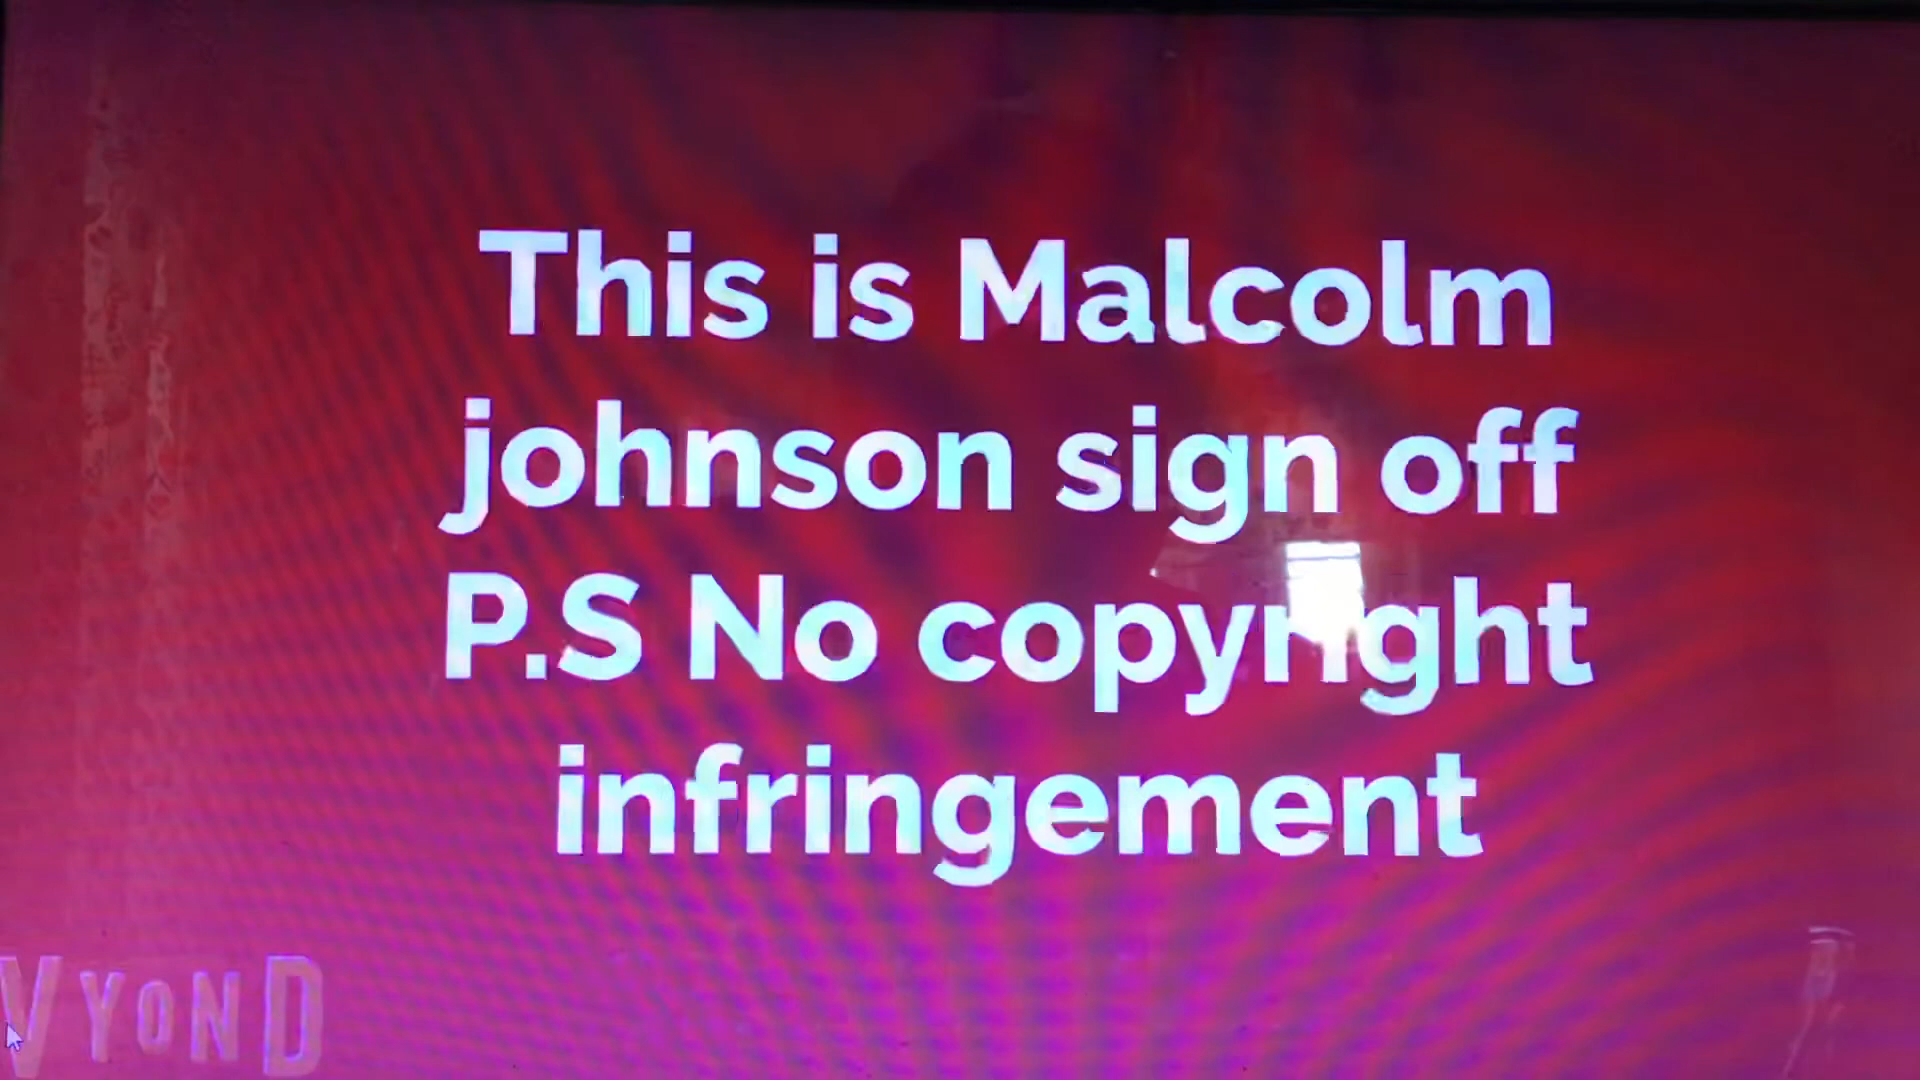 This is Malcolm
johnson sign off
P.S No copyright
infringement
VYOND